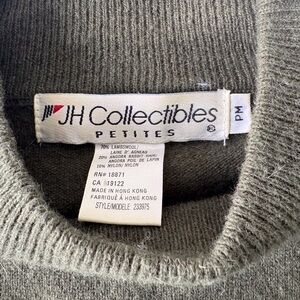 JH Collectibles
PETITES ®
PM
70% LAMBSWOOL/
LAINE D'AGNEAU
20% ANGORA RABBIT HAIR/
ANGORA POIL DE LAPIN
10% NYLON/NYLON
RN# 18871
CA 19122
MADE IN HONG KONG
FABRIQUÉ À HONG KONG
STYLE/MODELE: 233975